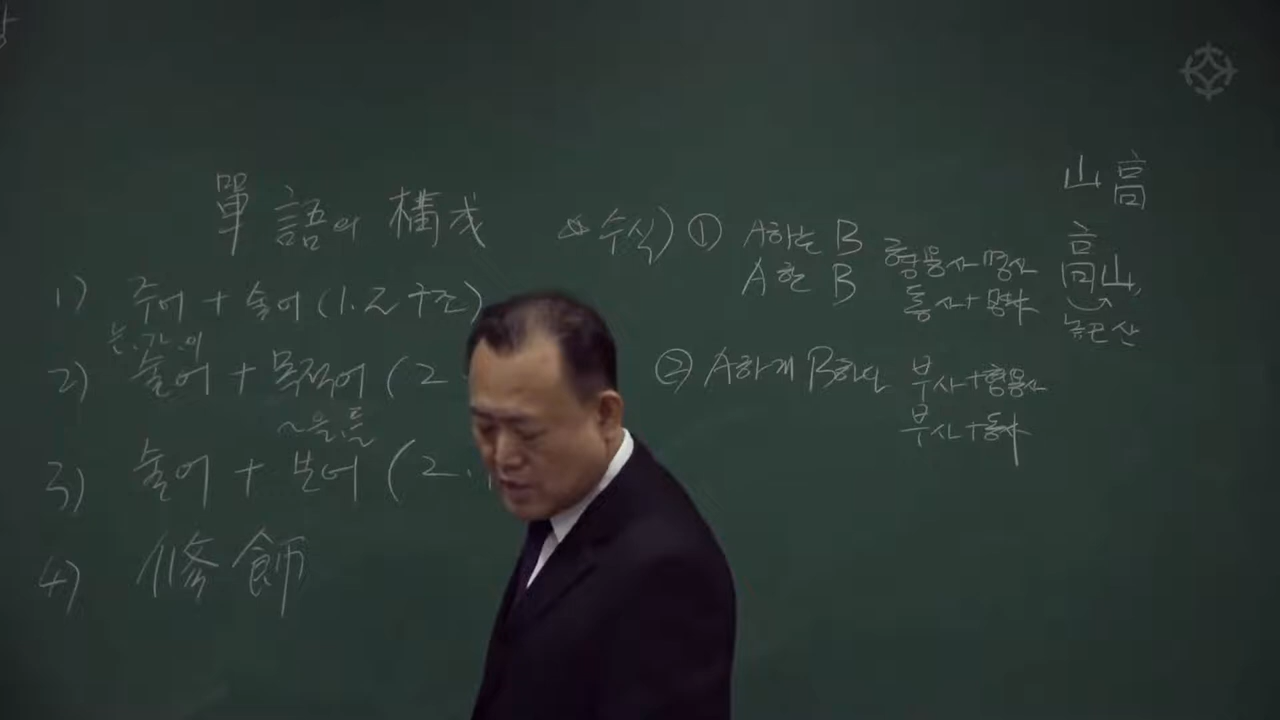 單語의 構成
1) 주어 + 술어 (1.2 구조)
는.가.이
2) 술어 + 목적어 (2
~을.를
3) 술어 + 보어 (2.1
4) 修飾
☆ 수식) ① A하는 B 형용사+명사
A한 B 동사+명사
② A하게 B하다 부사+형용사
부사+동사
山高
高山
높은 산